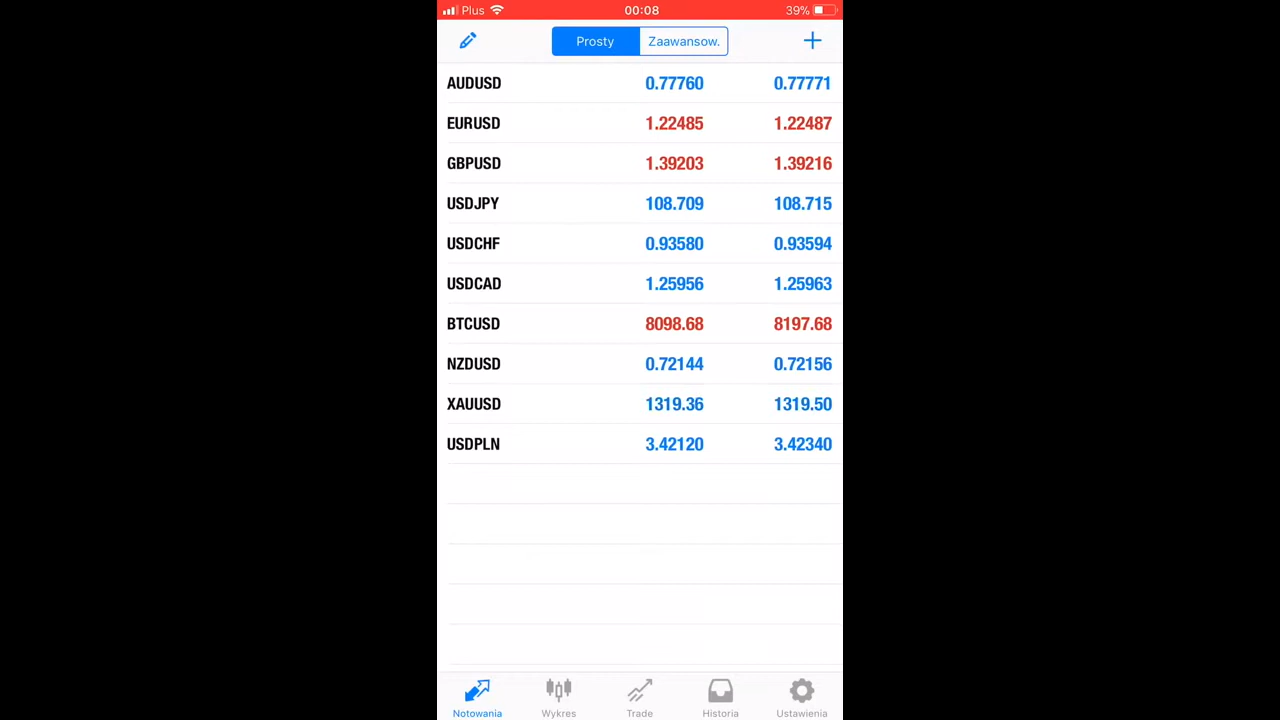 Plus 00:08 39%
Prosty Zaawansow.
AUDUSD 0.77760 0.77771
EURUSD 1.22485 1.22487
GBPUSD 1.39203 1.39216
USDJPY 108.709 108.715
USDCHF 0.93580 0.93594
USDCAD 1.25956 1.25963
BTCUSD 8098.68 8197.68
NZDUSD 0.72144 0.72156
XAUUSD 1319.36 1319.50
USDPLN 3.42120 3.42340
Notowania Wykres Trade Historia Ustawienia